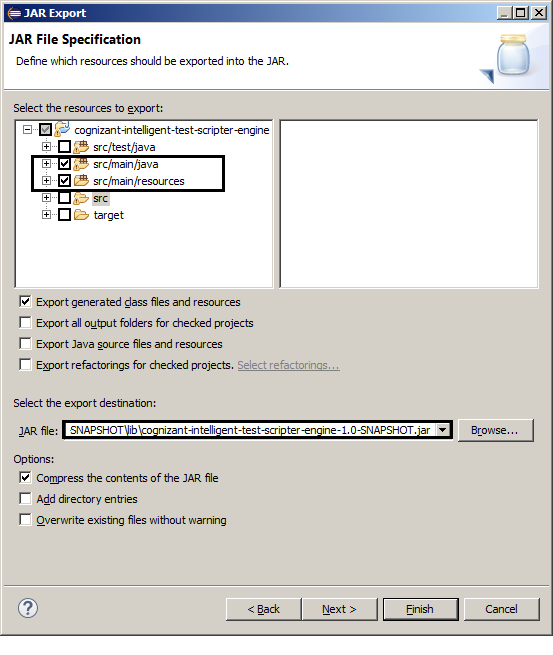 JAR Export
JAR File Specification
Define which resources should be exported into the JAR.
Select the resources to export:
cognizant-intelligent-test-scripter-engine
src/test/java
src/main/java
src/main/resources
src
target
Export generated class files and resources
Export all output folders for checked projects
Export Java source files and resources
Export refactorings for checked projects. Select refactorings...
Select the export destination:
JAR file: SNAPSHOT\lib\cognizant-intelligent-test-scripter-engine-1.0-SNAPSHOT.jar Browse...
Options:
Compress the contents of the JAR file
Add directory entries
Overwrite existing files without warning
? < Back Next > Finish Cancel